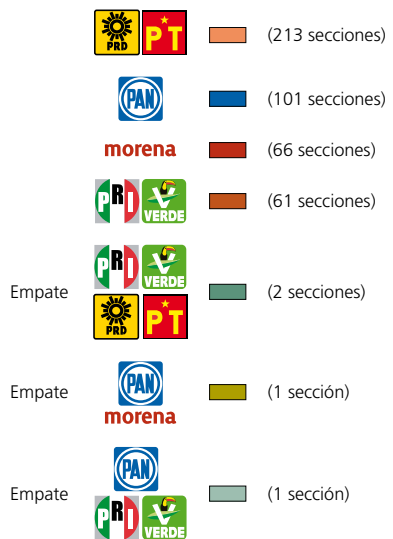 PRD PT (213 secciones)
PAN (101 secciones)
morena (66 secciones)
PRI VERDE (61 secciones)
PRI VERDE
Empate (2 secciones)
PRD PT
PAN
Empate (1 sección)
morena
PAN
Empate (1 sección)
PRI VERDE